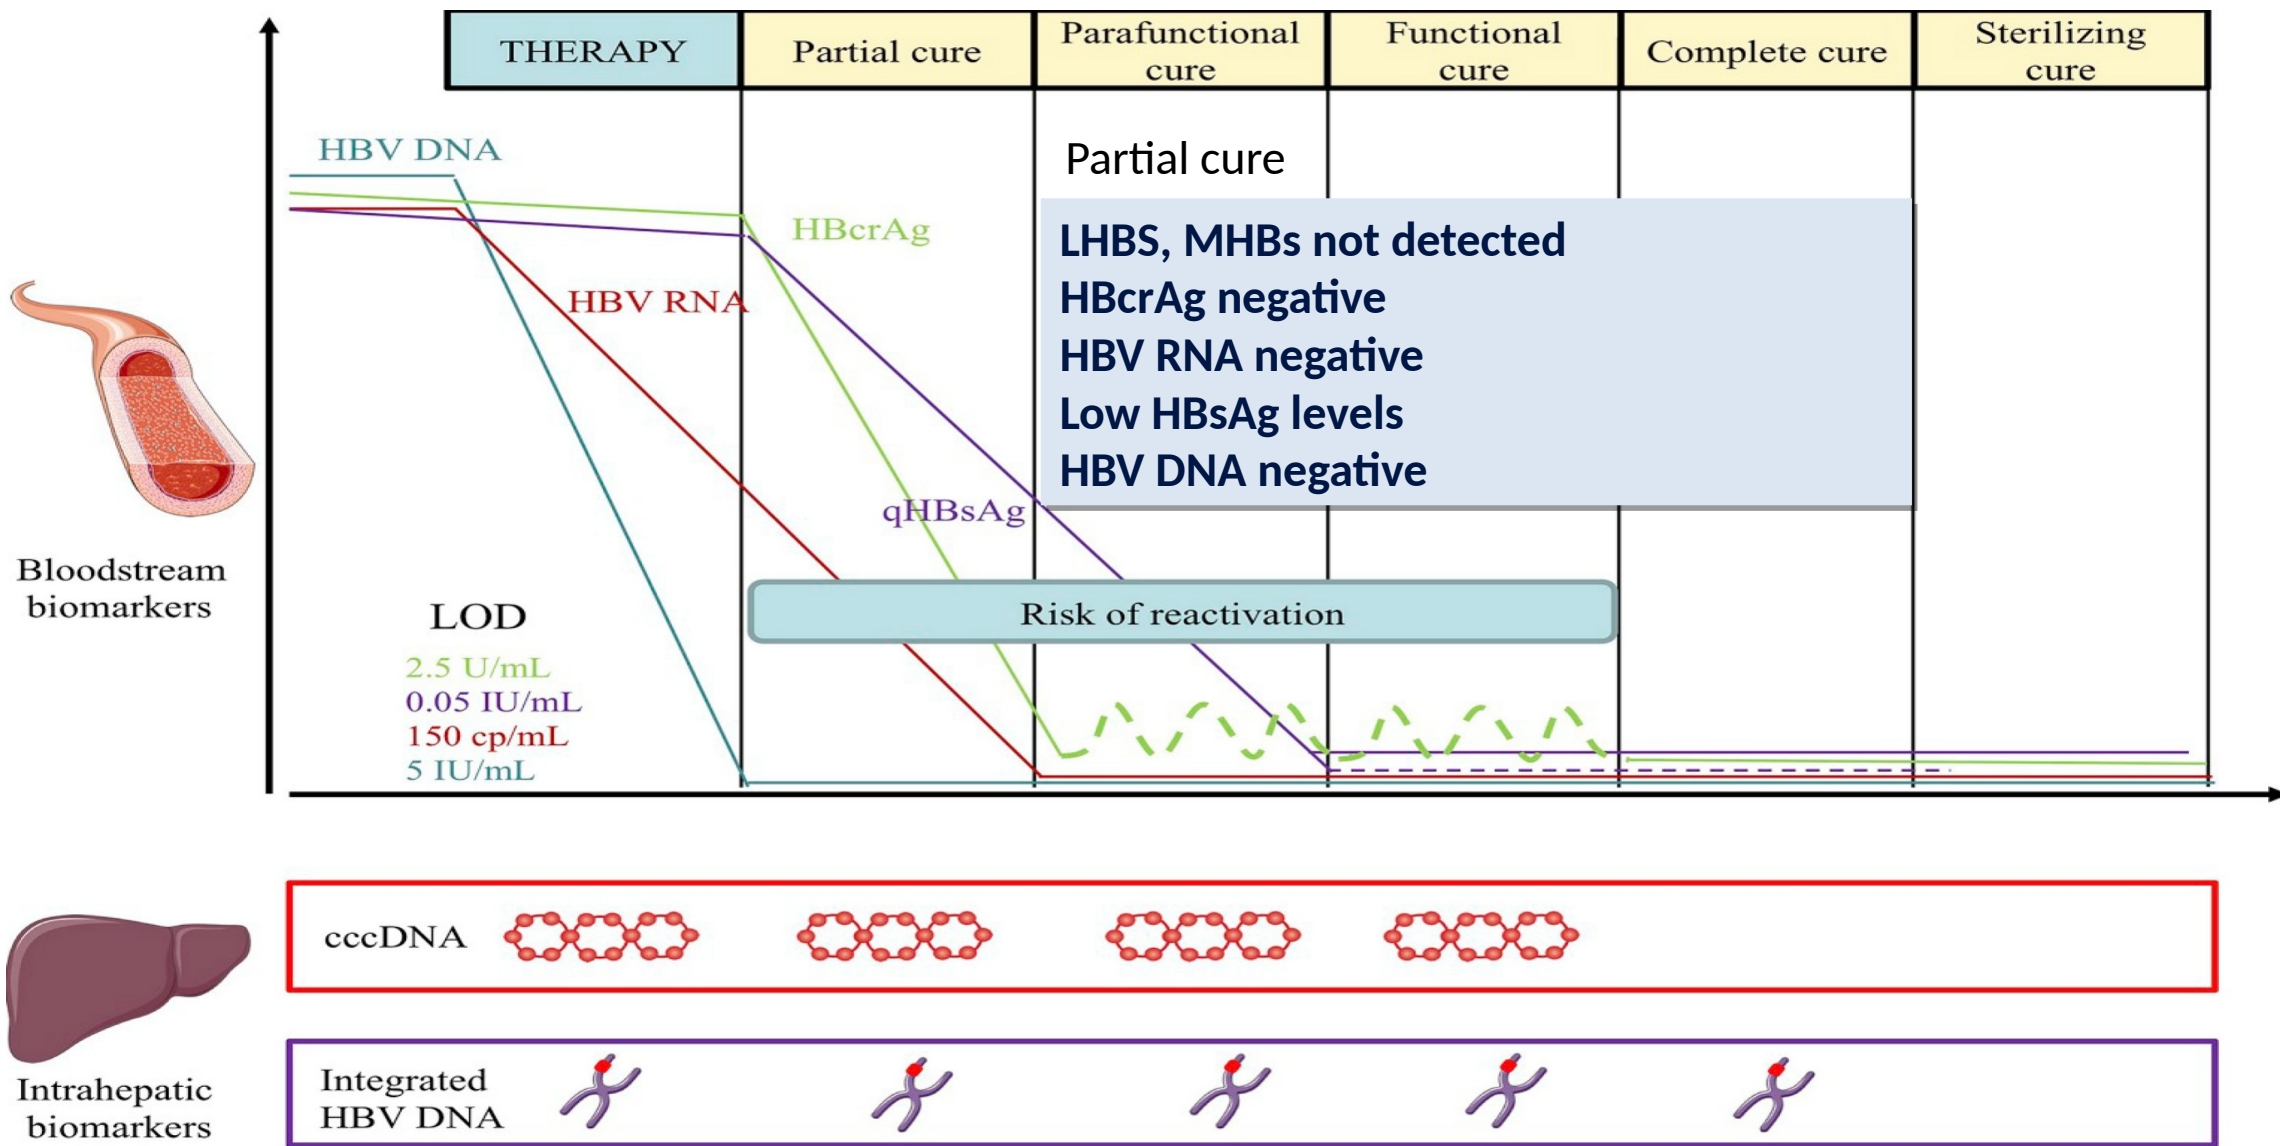 THERAPY
Partial cure
Parafunctional
cure
Functional
cure
Complete cure
Sterilizing
cure
HBV DNA
Partial cure
HBcrAg
LHBS, MHBs not detected
HBcrAg negative
HBV RNA negative
Low HBsAg levels
HBV DNA negative
HBV RNA
qHBsAg
Bloodstream
biomarkers
LOD
2.5 U/mL
0.05 IU/mL
150 cp/mL
5 IU/mL
Risk of reactivation
cccDNA
Intrahepatic
biomarkers
Integrated
HBV DNA